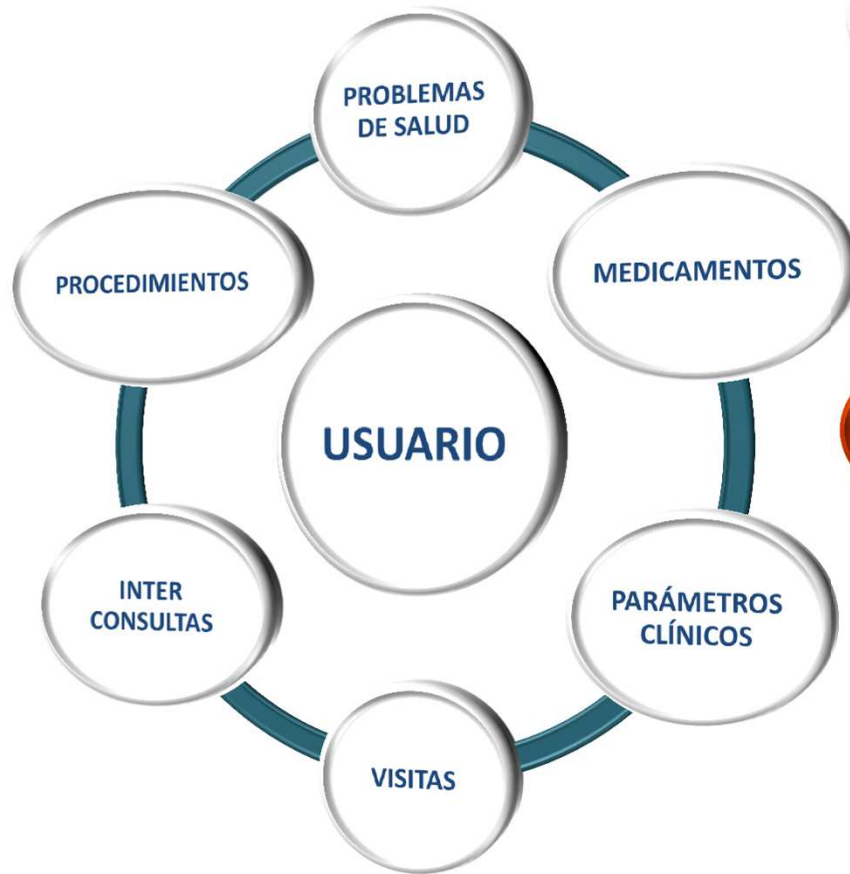 PROBLEMAS
DE SALUD
MEDICAMENTOS
PROCEDIMIENTOS
USUARIO
INTER
CONSULTAS
PARÁMETROS
CLÍNICOS
VISITAS